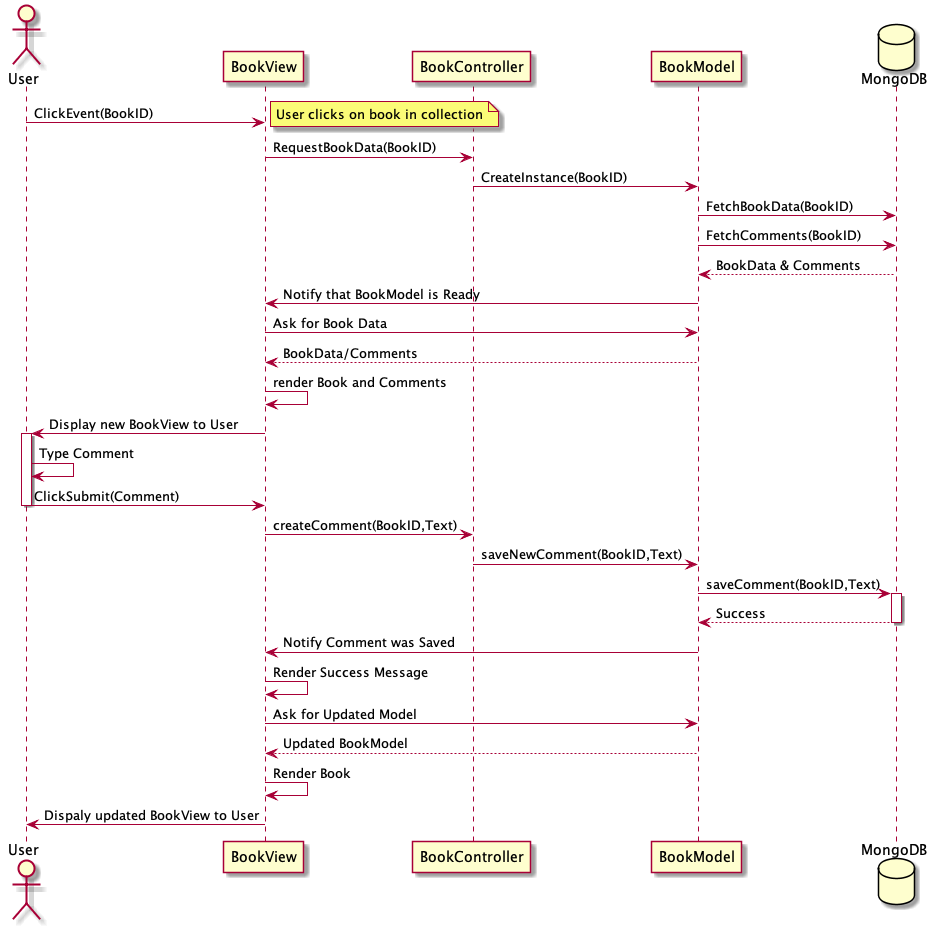 User
BookView
BookController
BookModel
MongoDB
ClickEvent(BookID)
User clicks on book in collection
RequestBookData(BookID)
CreateInstance(BookID)
FetchBookData(BookID)
FetchComments(BookID)
BookData & Comments
Notify that BookModel is Ready
Ask for Book Data
BookData/Comments
render Book and Comments
Display new BookView to User
Type Comment
ClickSubmit(Comment)
createComment(BookID,Text)
saveNewComment(BookID,Text)
saveComment(BookID,Text)
Success
Notify Comment was Saved
Render Success Message
Ask for Updated Model
Updated BookModel
Render Book
Dispaly updated BookView to User
User
BookView
BookController
BookModel
MongoDB